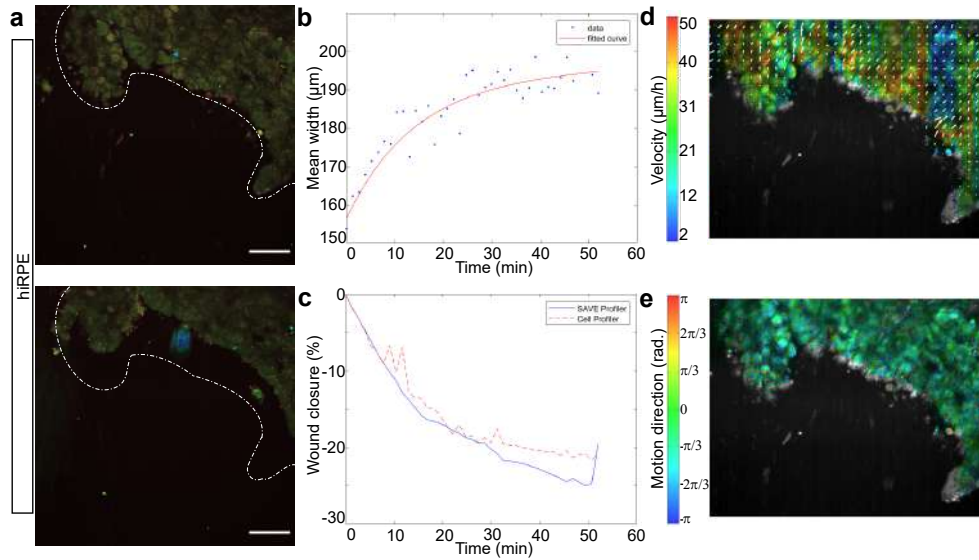 a
hiRPE
b
data
fitted curve
Mean width (µm)
210
200
190
180
170
160
150
0 10 20 30 40 50 60
Time (min)
c
SAVE Profiler
Cell Profiler
Wound closure (%)
0
-10
-20
-30
0 10 20 30 40 50 60
Time (min)
d
Velocity (µm/h)
50
40
31
21
12
2
e
Motion direction (rad.)
π
2π/3
π/3
0
-π/3
-2π/3
-π